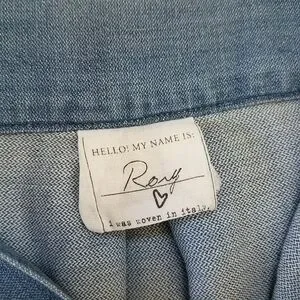 HELLO! MY NAME IS:
Rory
i was woven in italy.